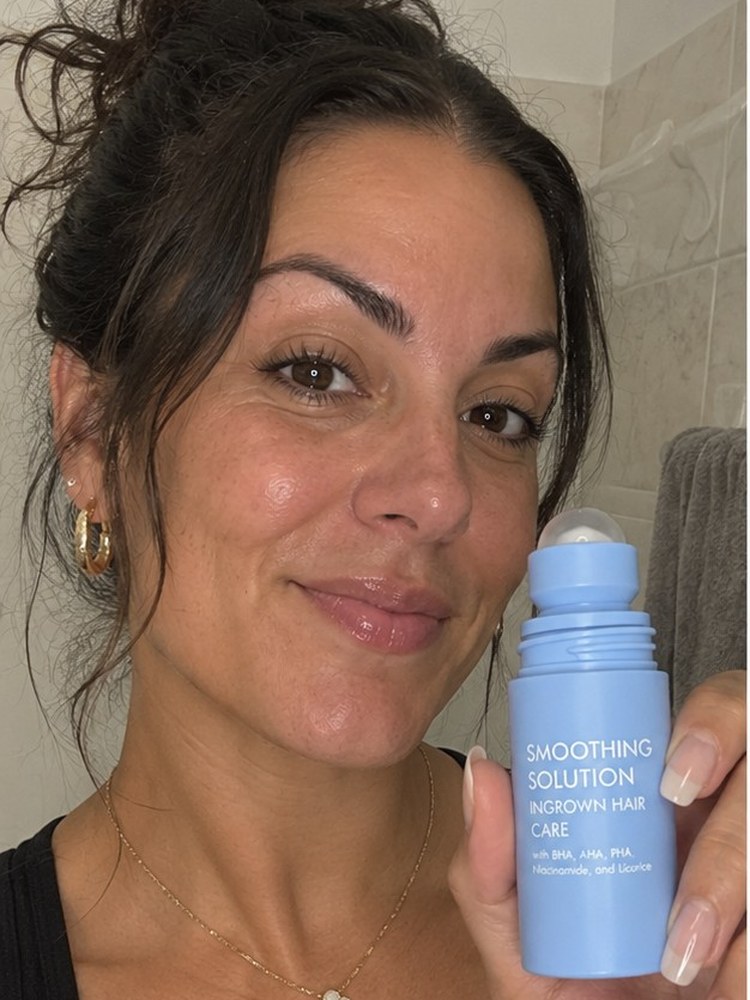 SMOOTHING
SOLUTION
INGROWN HAIR
CARE
with BHA, AHA, PHA,
Niacinamide, and Licorice